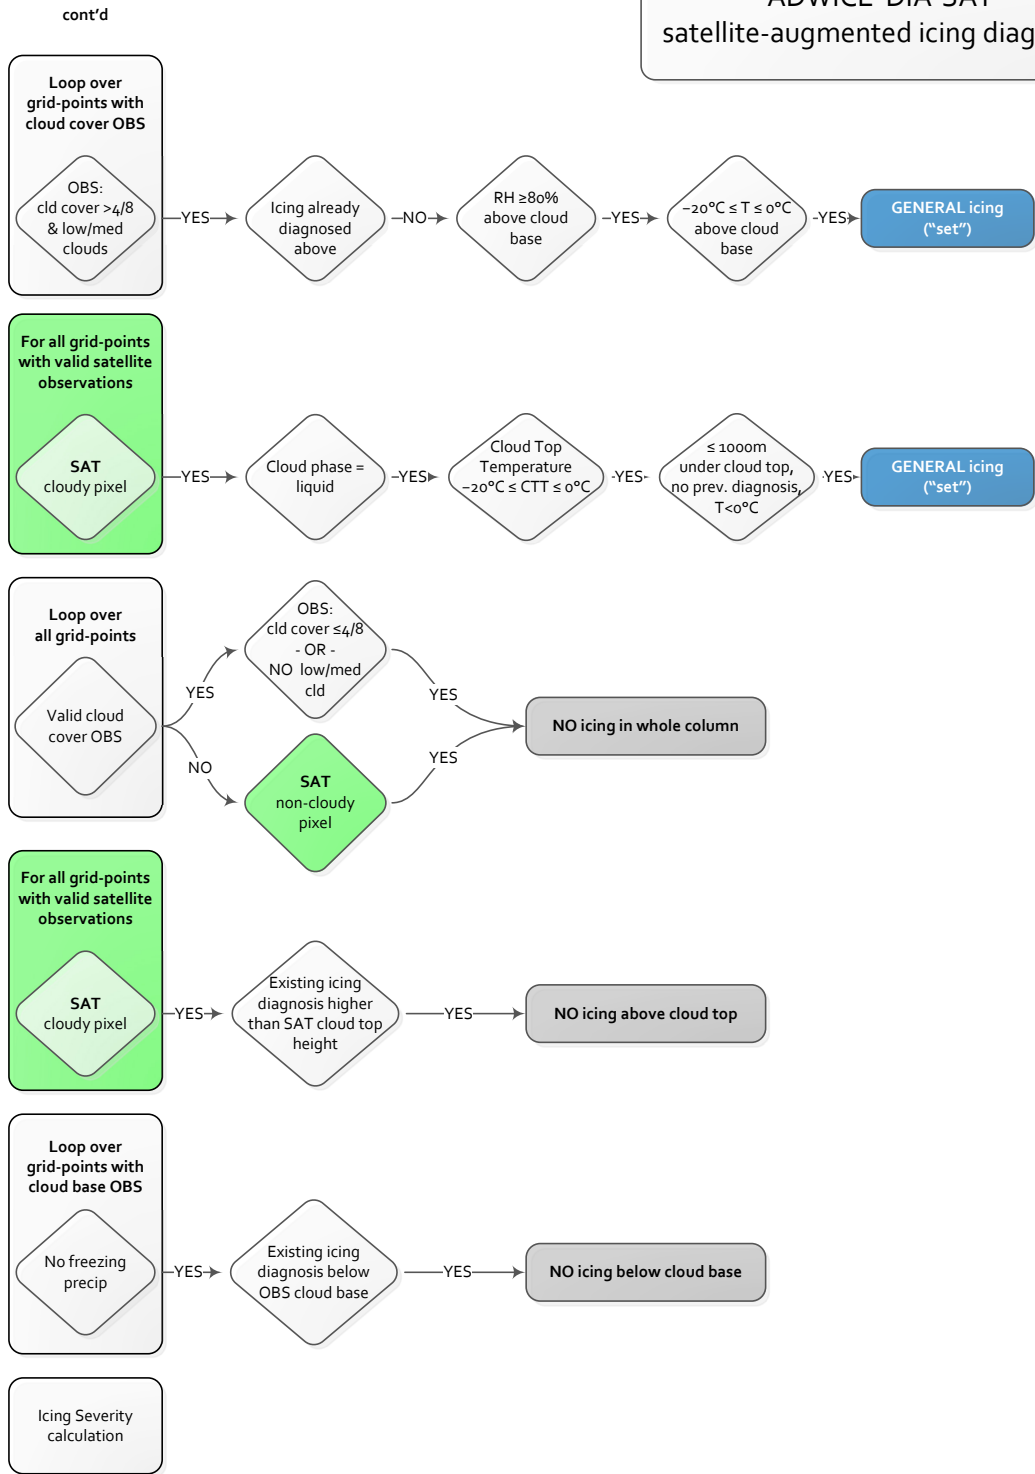 cont'd
satellite-augmented icing
Loop over
grid-points with
cloud cover OBS
OBS:
cld cover >4/8
& low/med
clouds
YES
Icing already
diagnosed
above
NO
RH ≥80%
above cloud
base
YES
−20°C ≤ T ≤ 0°C
above cloud
base
YES
GENERAL icing
("set")
For all grid-points
with valid satellite
observations
SAT
cloudy pixel
YES
Cloud phase =
liquid
YES
Cloud Top
Temperature
−20°C ≤ CTT ≤ 0°C
YES
≤ 1000m
under cloud top,
no prev. diagnosis,
T<0°C
YES
GENERAL icing
("set")
Loop over
all grid-points
Valid cloud
cover OBS
YES
NO
OBS:
cld cover ≤4/8
- OR -
NO low/med
cld
SAT
non-cloudy
pixel
YES
YES
NO icing in whole column
For all grid-points
with valid satellite
observations
SAT
cloudy pixel
YES
Existing icing
diagnosis higher
than SAT cloud top
height
YES
NO icing above cloud top
Loop over
grid-points with
cloud base OBS
No freezing
precip
YES
Existing icing
diagnosis below
OBS cloud base
YES
NO icing below cloud base
Icing Severity
calculation